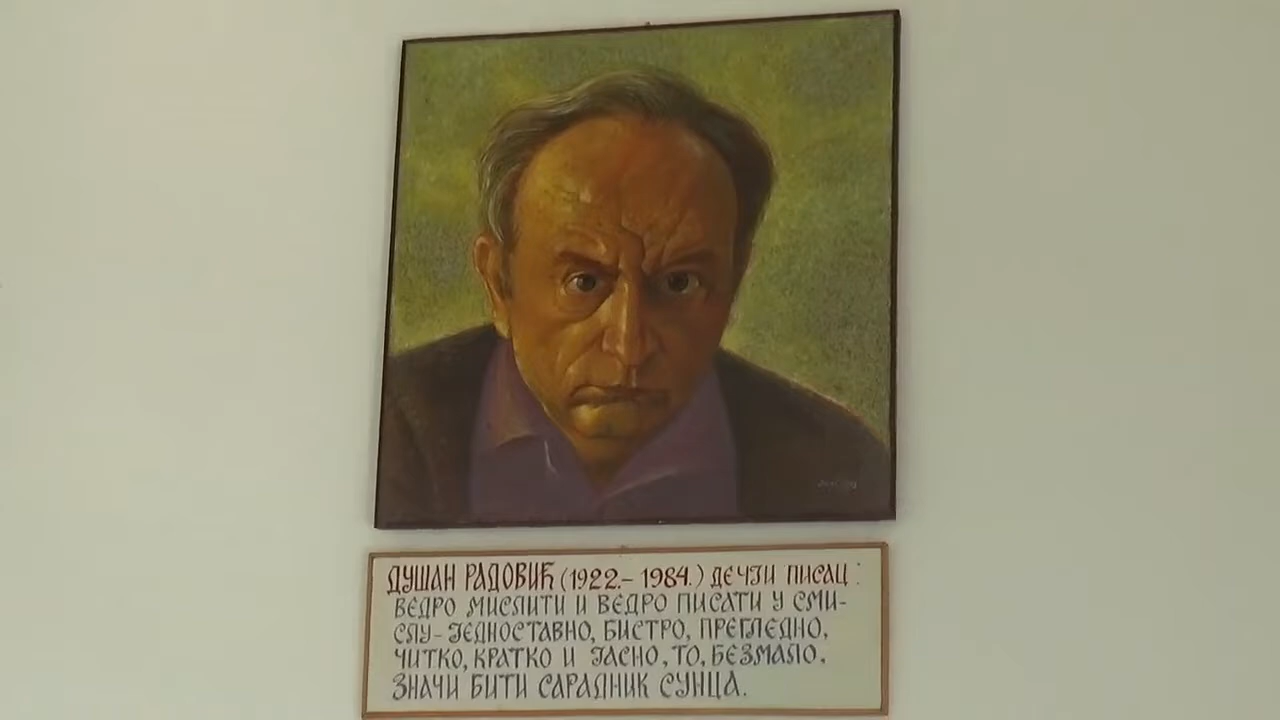 ДУШАН РАДОВИЋ (1922.- 1984.) ДЕЧЈИ ПИСАЦ :
ВЕДРО МИСЛИТИ И ВЕДРО ПИСАТИ У СМИ-
СЛУ - ЈЕДНОСТАВНО, БИСТРО, ПРЕГЛЕДНО,
ЧИТКО, КРАТКО И ЈАСНО, ТО, БЕЗМАЛО,
ЗНАЧИ БИТИ САРАДНИК СУНЦА.